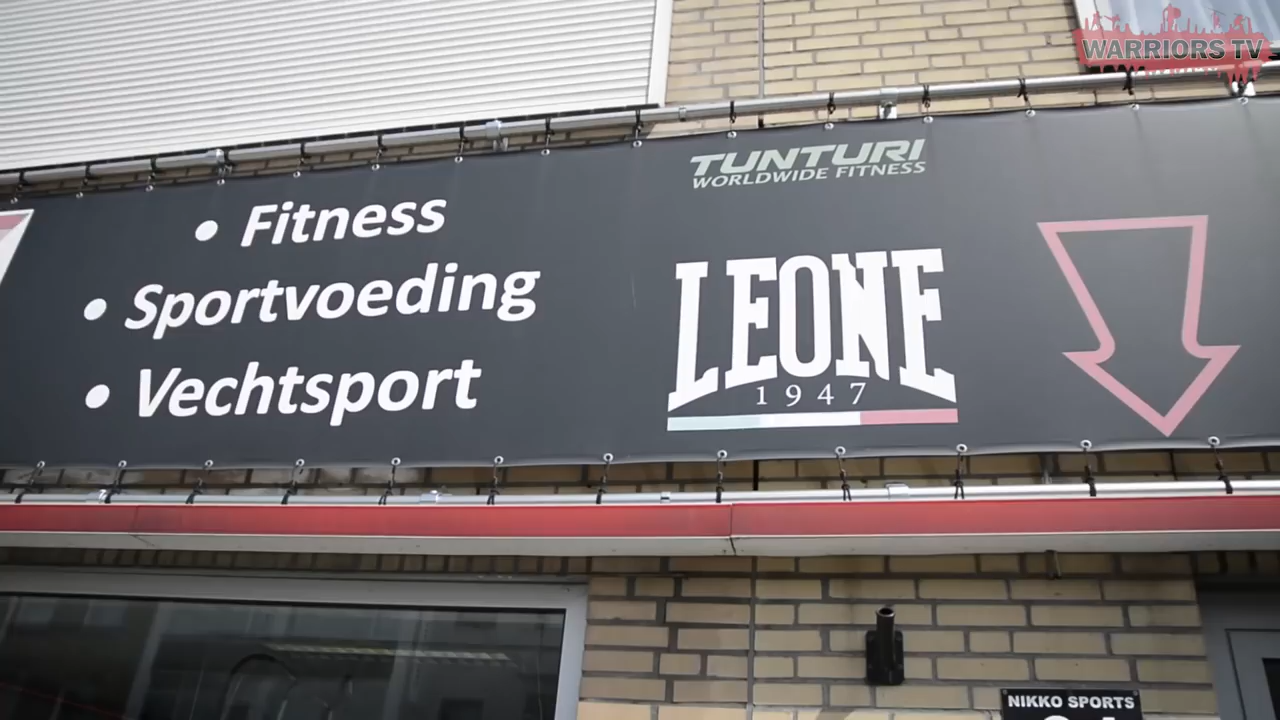 WARRIORS TV
TUNTURI
WORLDWIDE FITNESS
• Fitness
• Sportvoeding
• Vechtsport
LEONE
1947
NIKKO SPORTS